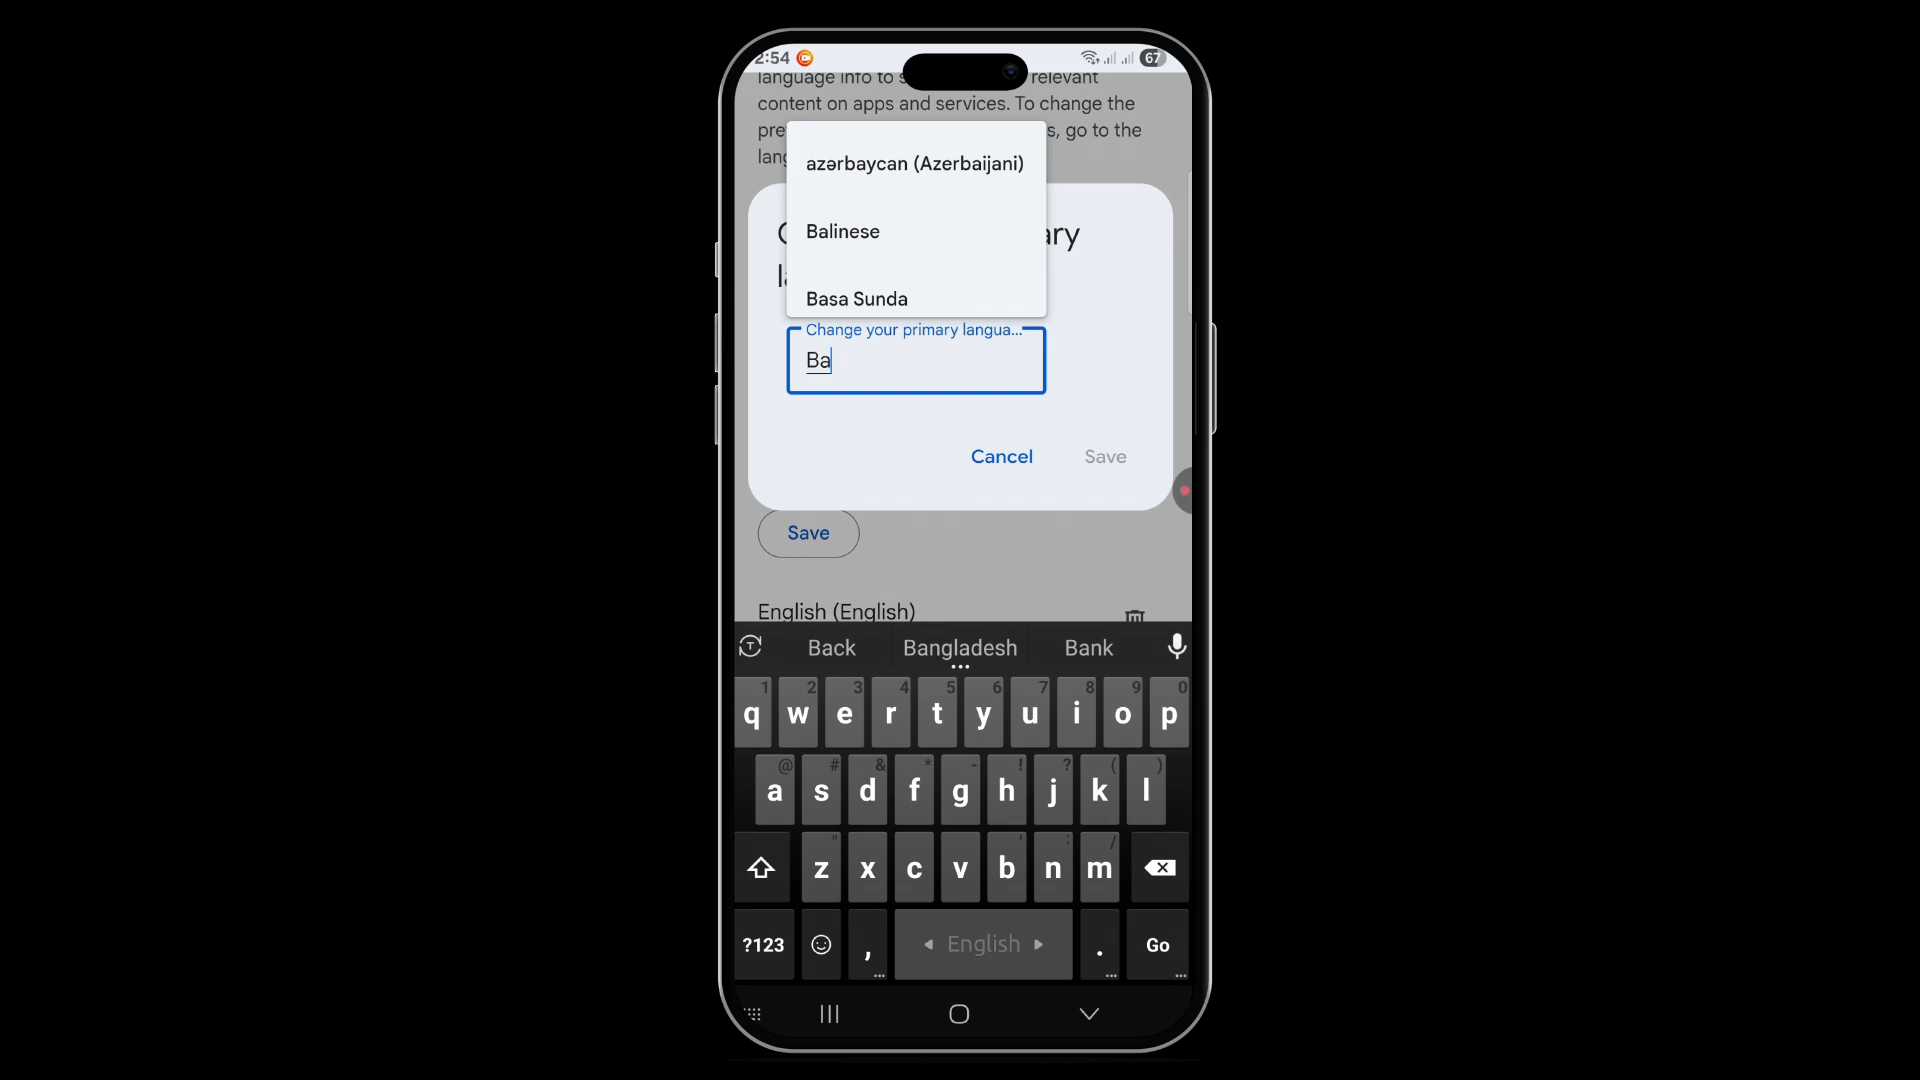 2:54 67
language info to s relevant
content on apps and services. To change the
pre s, go to the
lang
azərbaycan (Azerbaijani)
Balinese
Basa Sunda
ary
Change your primary langua...
Ba
Cancel Save
Save
English (English)
Back Bangladesh Bank
1 2 3 4 5 6 7 8 9 0
q w e r t y u i o p
@ # & * - ! ? ( )
a s d f g h j k l
" ' : /
z x c v b n m
?123 , English . Go